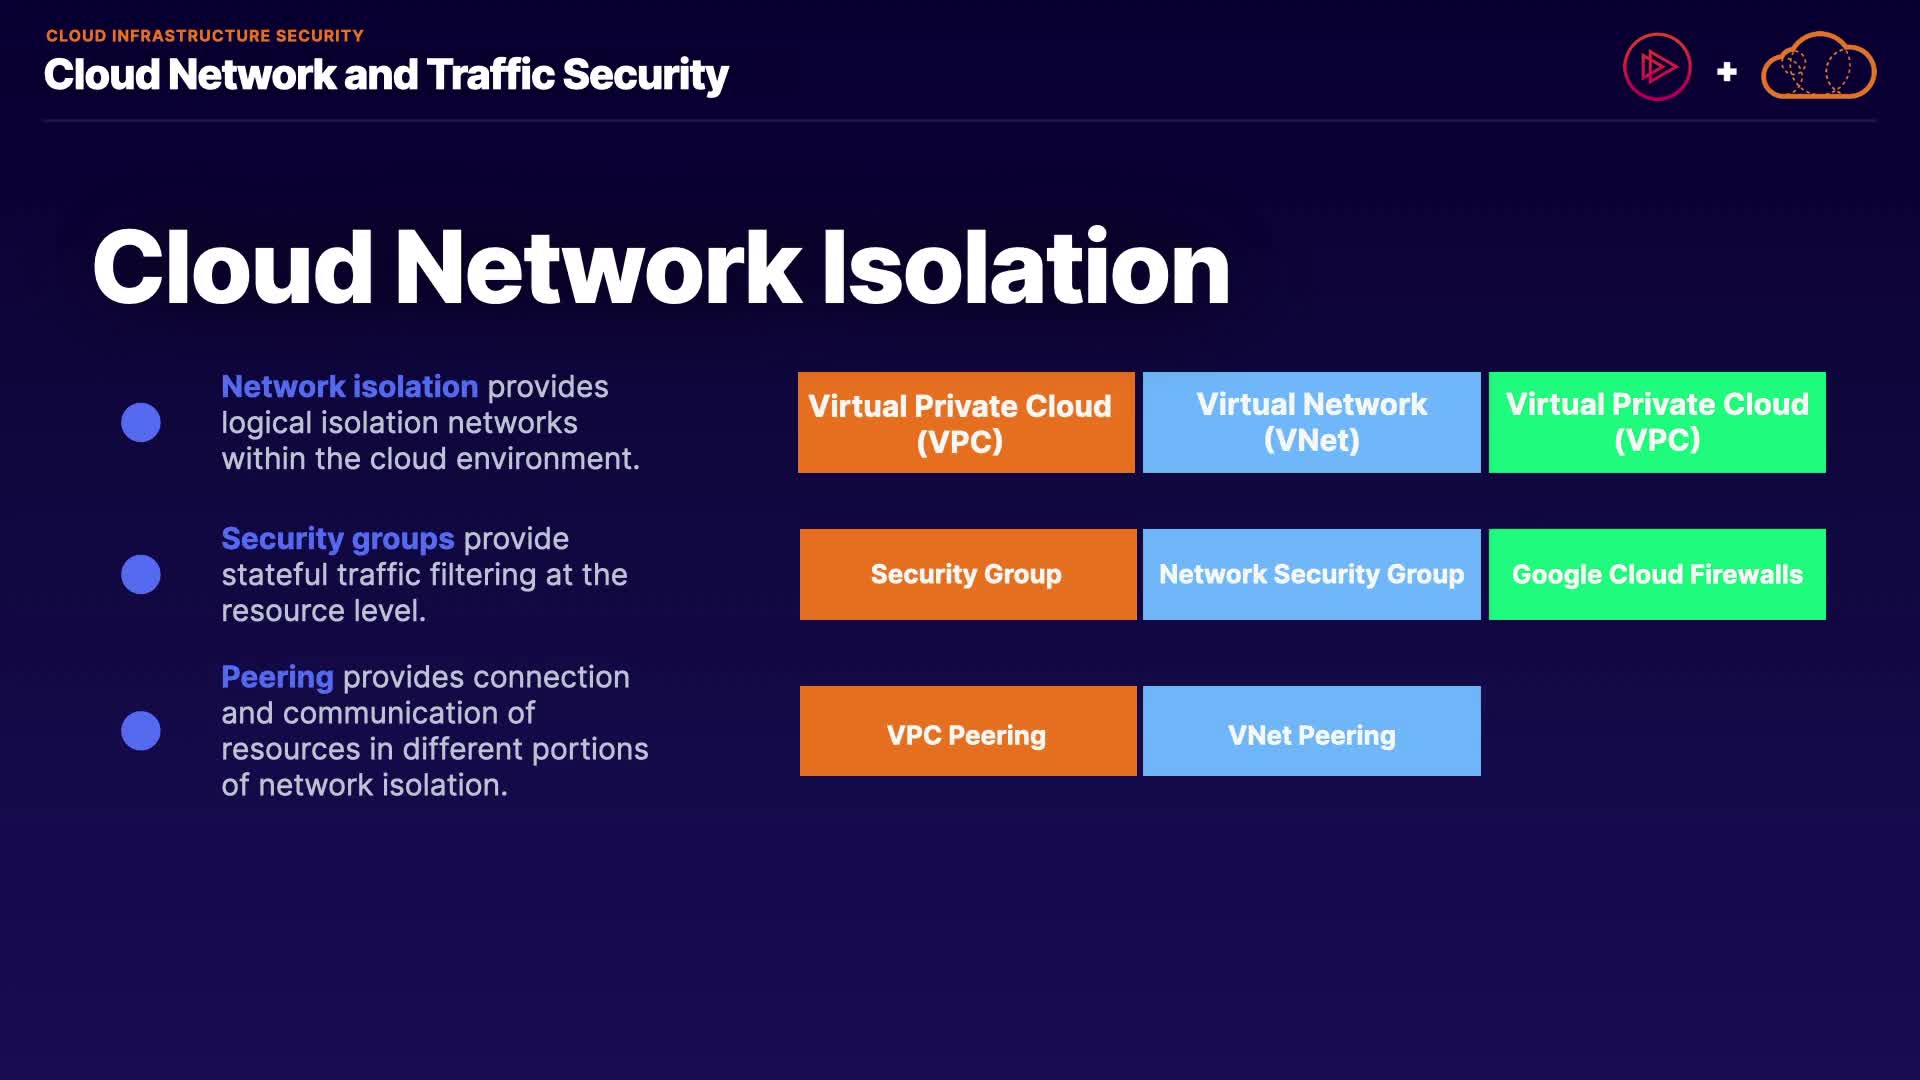 CLOUD INFRASTRUCTURE SECURITY
Cloud Network and Traffic Security
+
Cloud Network Isolation
Network isolation provides
logical isolation networks
within the cloud environment.
Virtual Private Cloud
(VPC)
Virtual Network
(VNet)
Virtual Private Cloud
(VPC)
Security groups provide
stateful traffic filtering at the
resource level.
Security Group
Network Security Group
Google Cloud Firewalls
Peering provides connection
and communication of
resources in different portions
of network isolation.
VPC Peering
VNet Peering